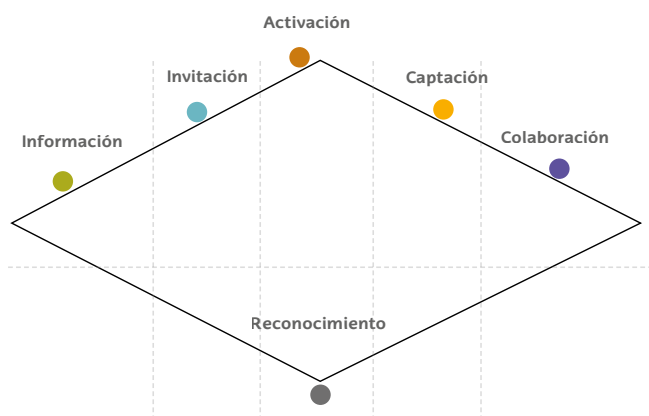 Activación
Invitación
Captación
Información
Colaboración
Reconocimiento